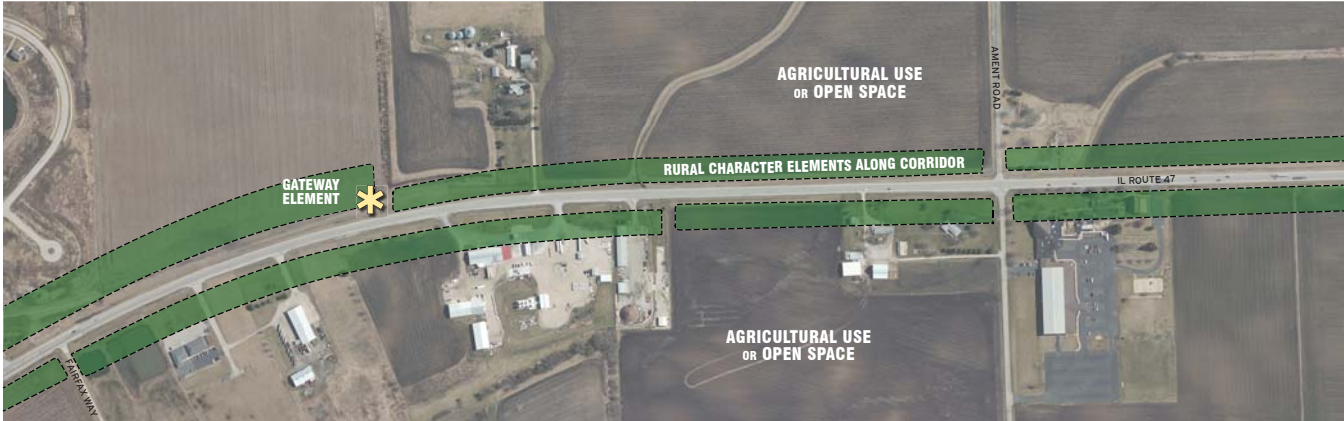 AGRICULTURAL USE
OR OPEN SPACE
AMENT ROAD
RURAL CHARACTER ELEMENTS ALONG CORRIDOR
GATEWAY
ELEMENT
IL ROUTE 47
AGRICULTURAL USE
OR OPEN SPACE
FAIRFAX WAY